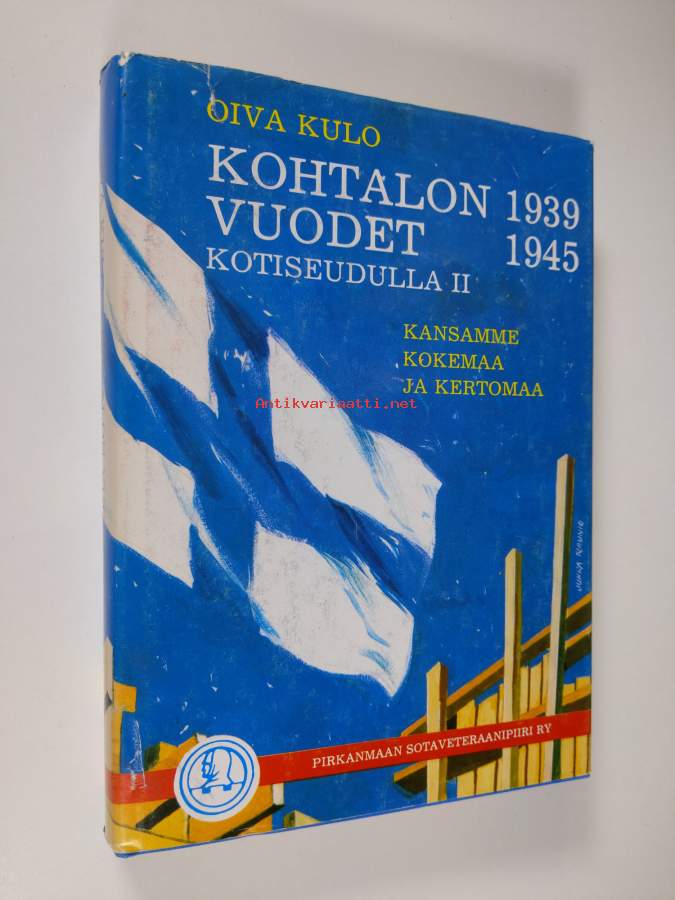 OIVA KULO
KOHTALON 1939
VUODET 1945
KOTISEUDULLA II
KANSAMME
KOKEMAA
JA KERTOMAA
Antikvariaatti.net
PIRKANMAAN SOTAVETERAANIPIIRI RY